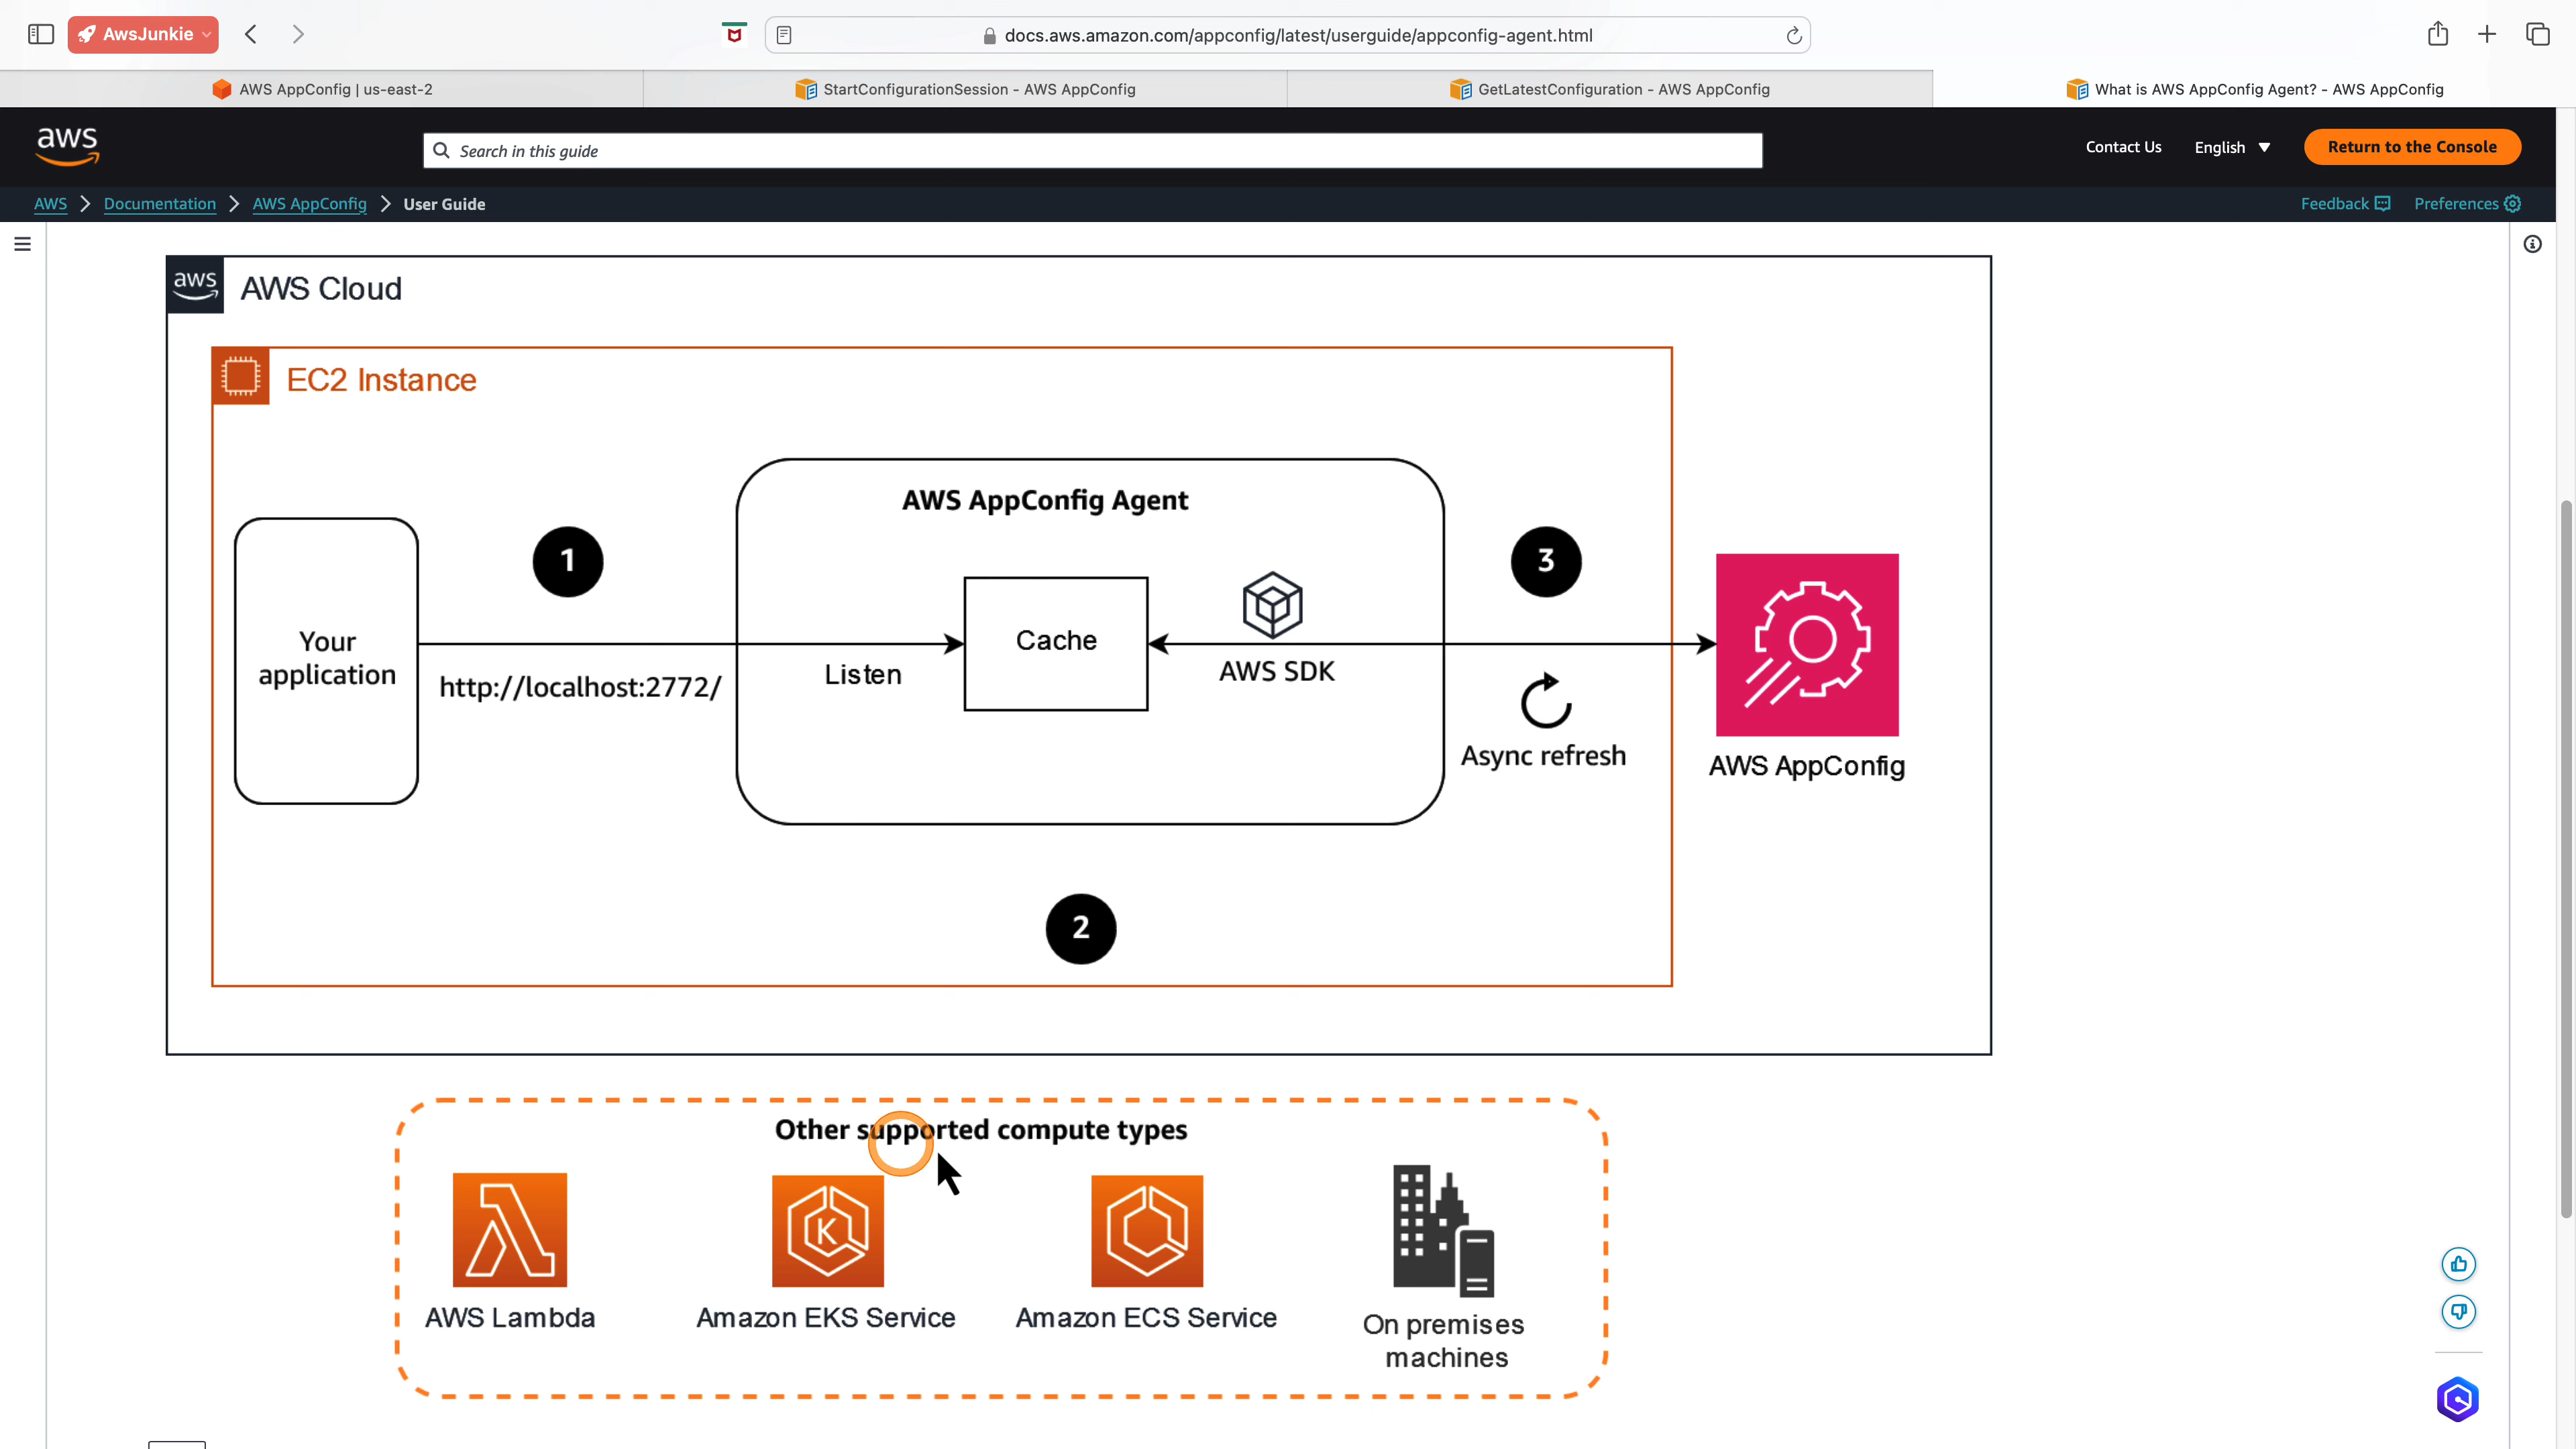 AwsJunkie
docs.aws.amazon.com/appconfig/latest/userguide/appconfig-agent.html
AWS AppConfig | us-east-2
StartConfigurationSession - AWS AppConfig
GetLatestConfiguration - AWS AppConfig
What is AWS AppConfig Agent? - AWS AppConfig
aws
Search in this guide
Contact Us
English
Return to the Console
AWS
Documentation
AWS AppConfig
User Guide
Feedback
Preferences
aws
AWS Cloud
EC2 Instance
AWS AppConfig Agent
1
3
Your
application
http://localhost:2772/
Listen
Cache
AWS SDK
Async refresh
AWS AppConfig
2
Other supported compute types
K
AWS Lambda
Amazon EKS Service
Amazon ECS Service
On premises
machines